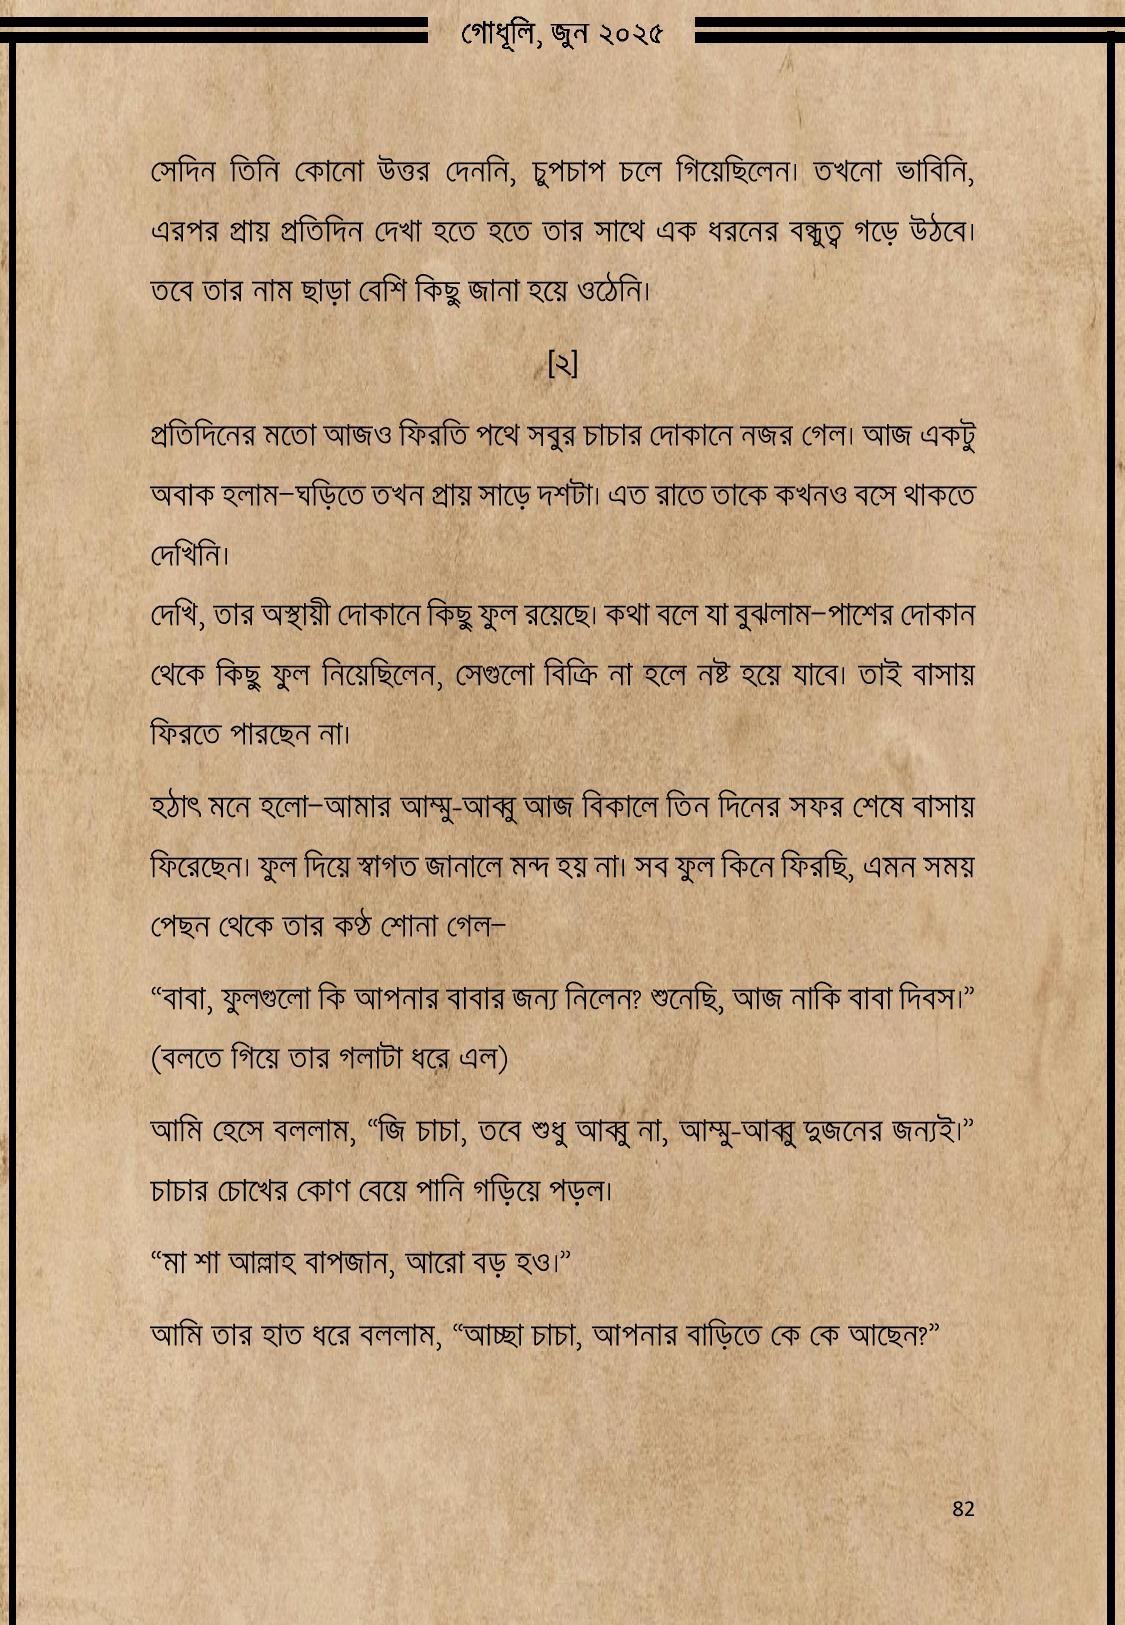 গোধূলি, জুন ২০২৫
সেদিন তিনি কোনো উত্তর দেননি, চুপচাপ চলে গিয়েছিলেন। তখনো ভাবিনি,
এরপর প্রায় প্রতিদিন দেখা হতে হতে তার সাথে এক ধরনের বন্ধুত্ব গড়ে উঠবে।
তবে তার নাম ছাড়া বেশি কিছু জানা হয়ে ওঠেনি।
[২]
প্রতিদিনের মতো আজও ফিরতি পথে সবুর চাচার দোকানে নজর গেল। আজ একটু
অবাক হলাম–ঘড়িতে তখন প্রায় সাড়ে দশটা। এত রাতে তাকে কখনও বসে থাকতে
দেখিনি।
দেখি, তার অস্থায়ী দোকানে কিছু ফুল রয়েছে। কথা বলে যা বুঝলাম–পাশের দোকান
থেকে কিছু ফুল নিয়েছিলেন, সেগুলো বিক্রি না হলে নষ্ট হয়ে যাবে। তাই বাসায়
ফিরতে পারছেন না।
হঠাৎ মনে হলো–আমার আম্মু-আব্বু আজ বিকালে তিন দিনের সফর শেষে বাসায়
ফিরেছেন। ফুল দিয়ে স্বাগত জানালে মন্দ হয় না। সব ফুল কিনে ফিরছি, এমন সময়
পেছন থেকে তার কণ্ঠ শোনা গেল–
“বাবা, ফুলগুলো কি আপনার বাবার জন্য নিলেন? শুনেছি, আজ নাকি বাবা দিবস।”
(বলতে গিয়ে তার গলাটা ধরে এল)
আমি হেসে বললাম, “জি চাচা, তবে শুধু আব্বু না, আম্মু-আব্বু দুজনের জন্যই।”
চাচার চোখের কোণ বেয়ে পানি গড়িয়ে পড়ল।
“মা শা আল্লাহ বাপজান, আরো বড় হও।”
আমি তার হাত ধরে বললাম, “আচ্ছা চাচা, আপনার বাড়িতে কে কে আছেন?”
82